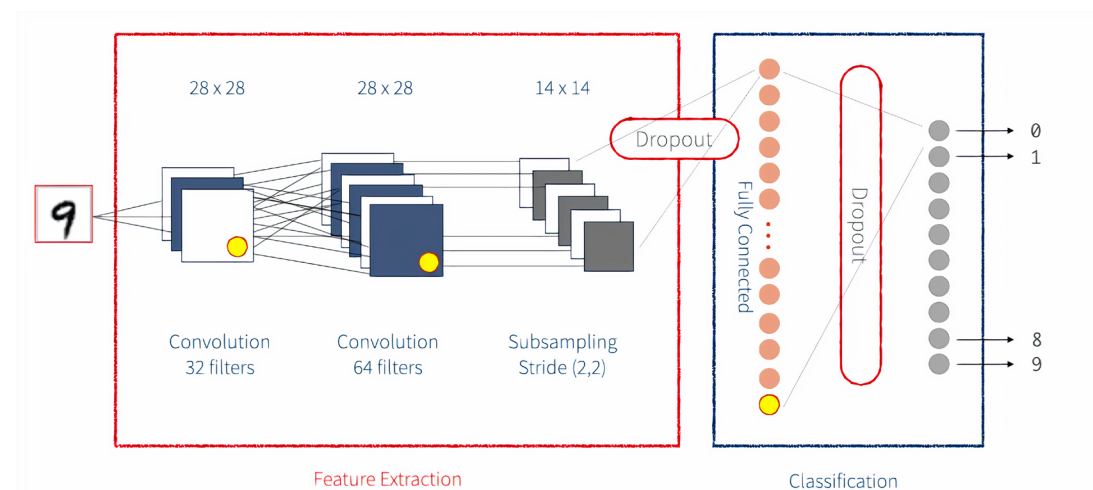 28 x 28
28 x 28
14 x 14
Dropout
9
Convolution
32 filters
Convolution
64 filters
Subsampling
Stride (2,2)
Feature Extraction
Fully Connected
Dropout
0
1
8
9
Classification